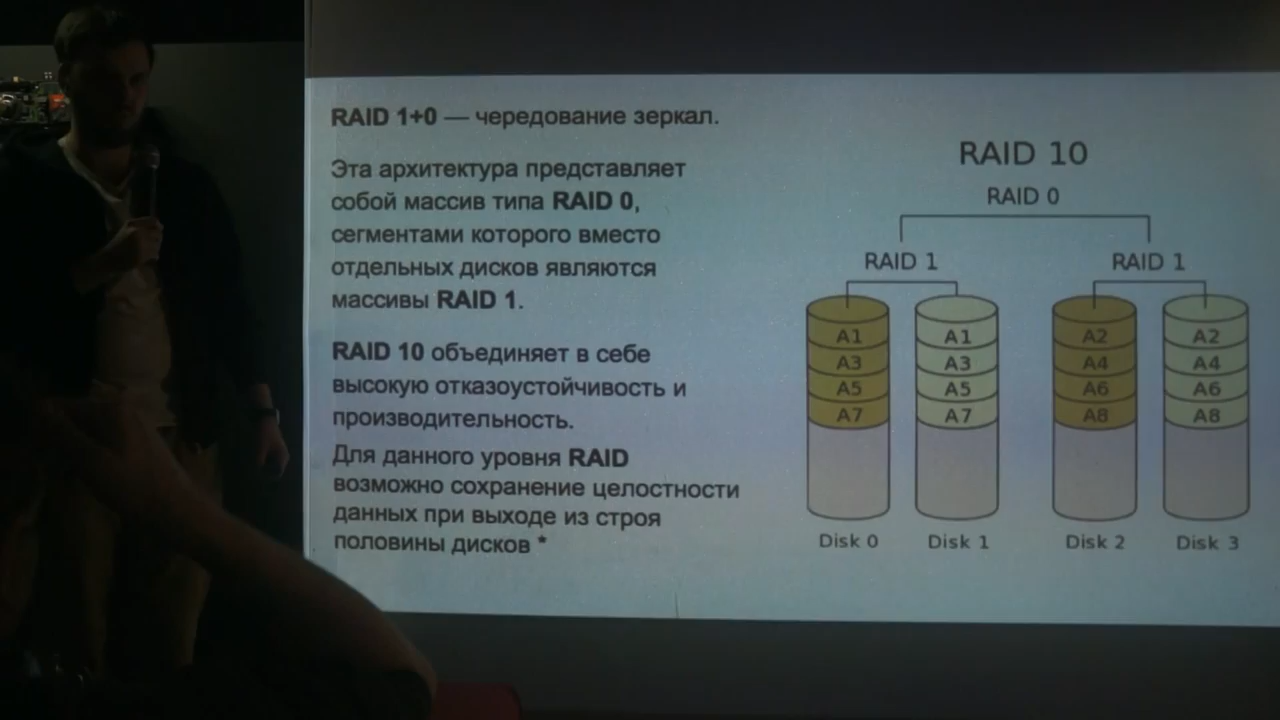 RAID 1+0 — чередование зеркал.
Эта архитектура представляет
собой массив типа RAID 0,
сегментами которого вместо
отдельных дисков являются
массивы RAID 1.
RAID 10 объединяет в себе
высокую отказоустойчивость и
производительность.
Для данного уровня RAID
возможно сохранение целостности
данных при выходе из строя
половины дисков *
RAID 10
RAID 0
RAID 1 RAID 1
A1 A1 A2 A2
A3 A3 A4 A4
A5 A5 A6 A6
A7 A7 A8 A8
Disk 0 Disk 1 Disk 2 Disk 3